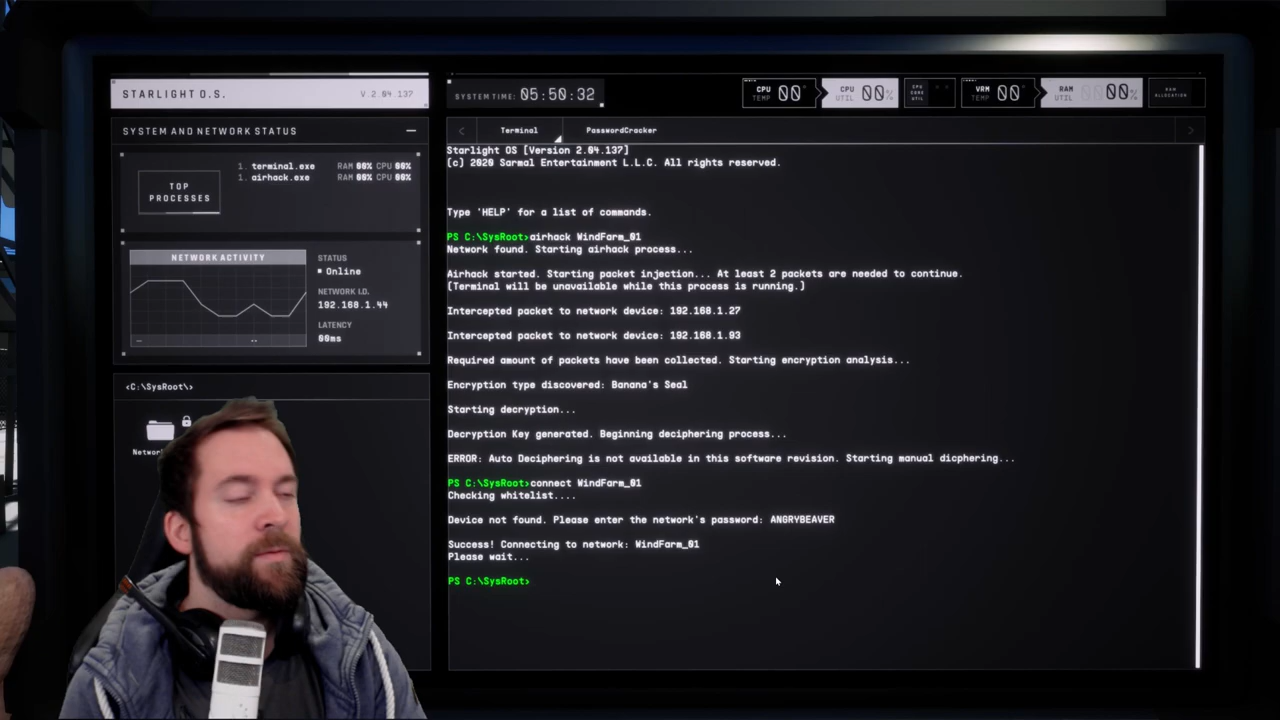 STARLIGHT O.S.
V.2.04.137
SYSTEM TIME: 05:50:32
CPU TEMP 00°
CPU UTIL 00%
CPU CORE UTIL
VRM TEMP 00°
RAM UTIL 00%
RAM ALLOCATION
SYSTEM AND NETWORK STATUS
TOP PROCESSES
1. terminal.exe RAM 00% CPU 00%
1. airhack.exe RAM 00% CPU 00%
NETWORK ACTIVITY
STATUS
Online
NETWORK I.D.
192.168.1.44
LATENCY
00ms
<C:\SysRoot\>
Networ
Terminal
PasswordCracker
Starlight OS [Version 2.04.137]
(c) 2020 Sarmal Entertainment L.L.C. All rights reserved.
Type 'HELP' for a list of commands.
PS C:\SysRoot>airhack WindFarm_01
Network found. Starting airhack process...
Airhack started. Starting packet injection... At least 2 packets are needed to continue.
[Terminal will be unavailable while this process is running.]
Intercepted packet to network device: 192.168.1.27
Intercepted packet to network device: 192.168.1.93
Required amount of packets have been collected. Starting encryption analysis...
Encryption type discovered: Banana's Seal
Starting decryption...
Decryption Key generated. Beginning deciphering process...
ERROR: Auto Deciphering is not available in this software revision. Starting manual dicphering...
PS C:\SysRoot>connect WindFarm_01
Checking whitelist....
Device not found. Please enter the network's password: ANGRYBEAVER
Success! Connecting to network: WindFarm_01
Please wait...
PS C:\SysRoot>